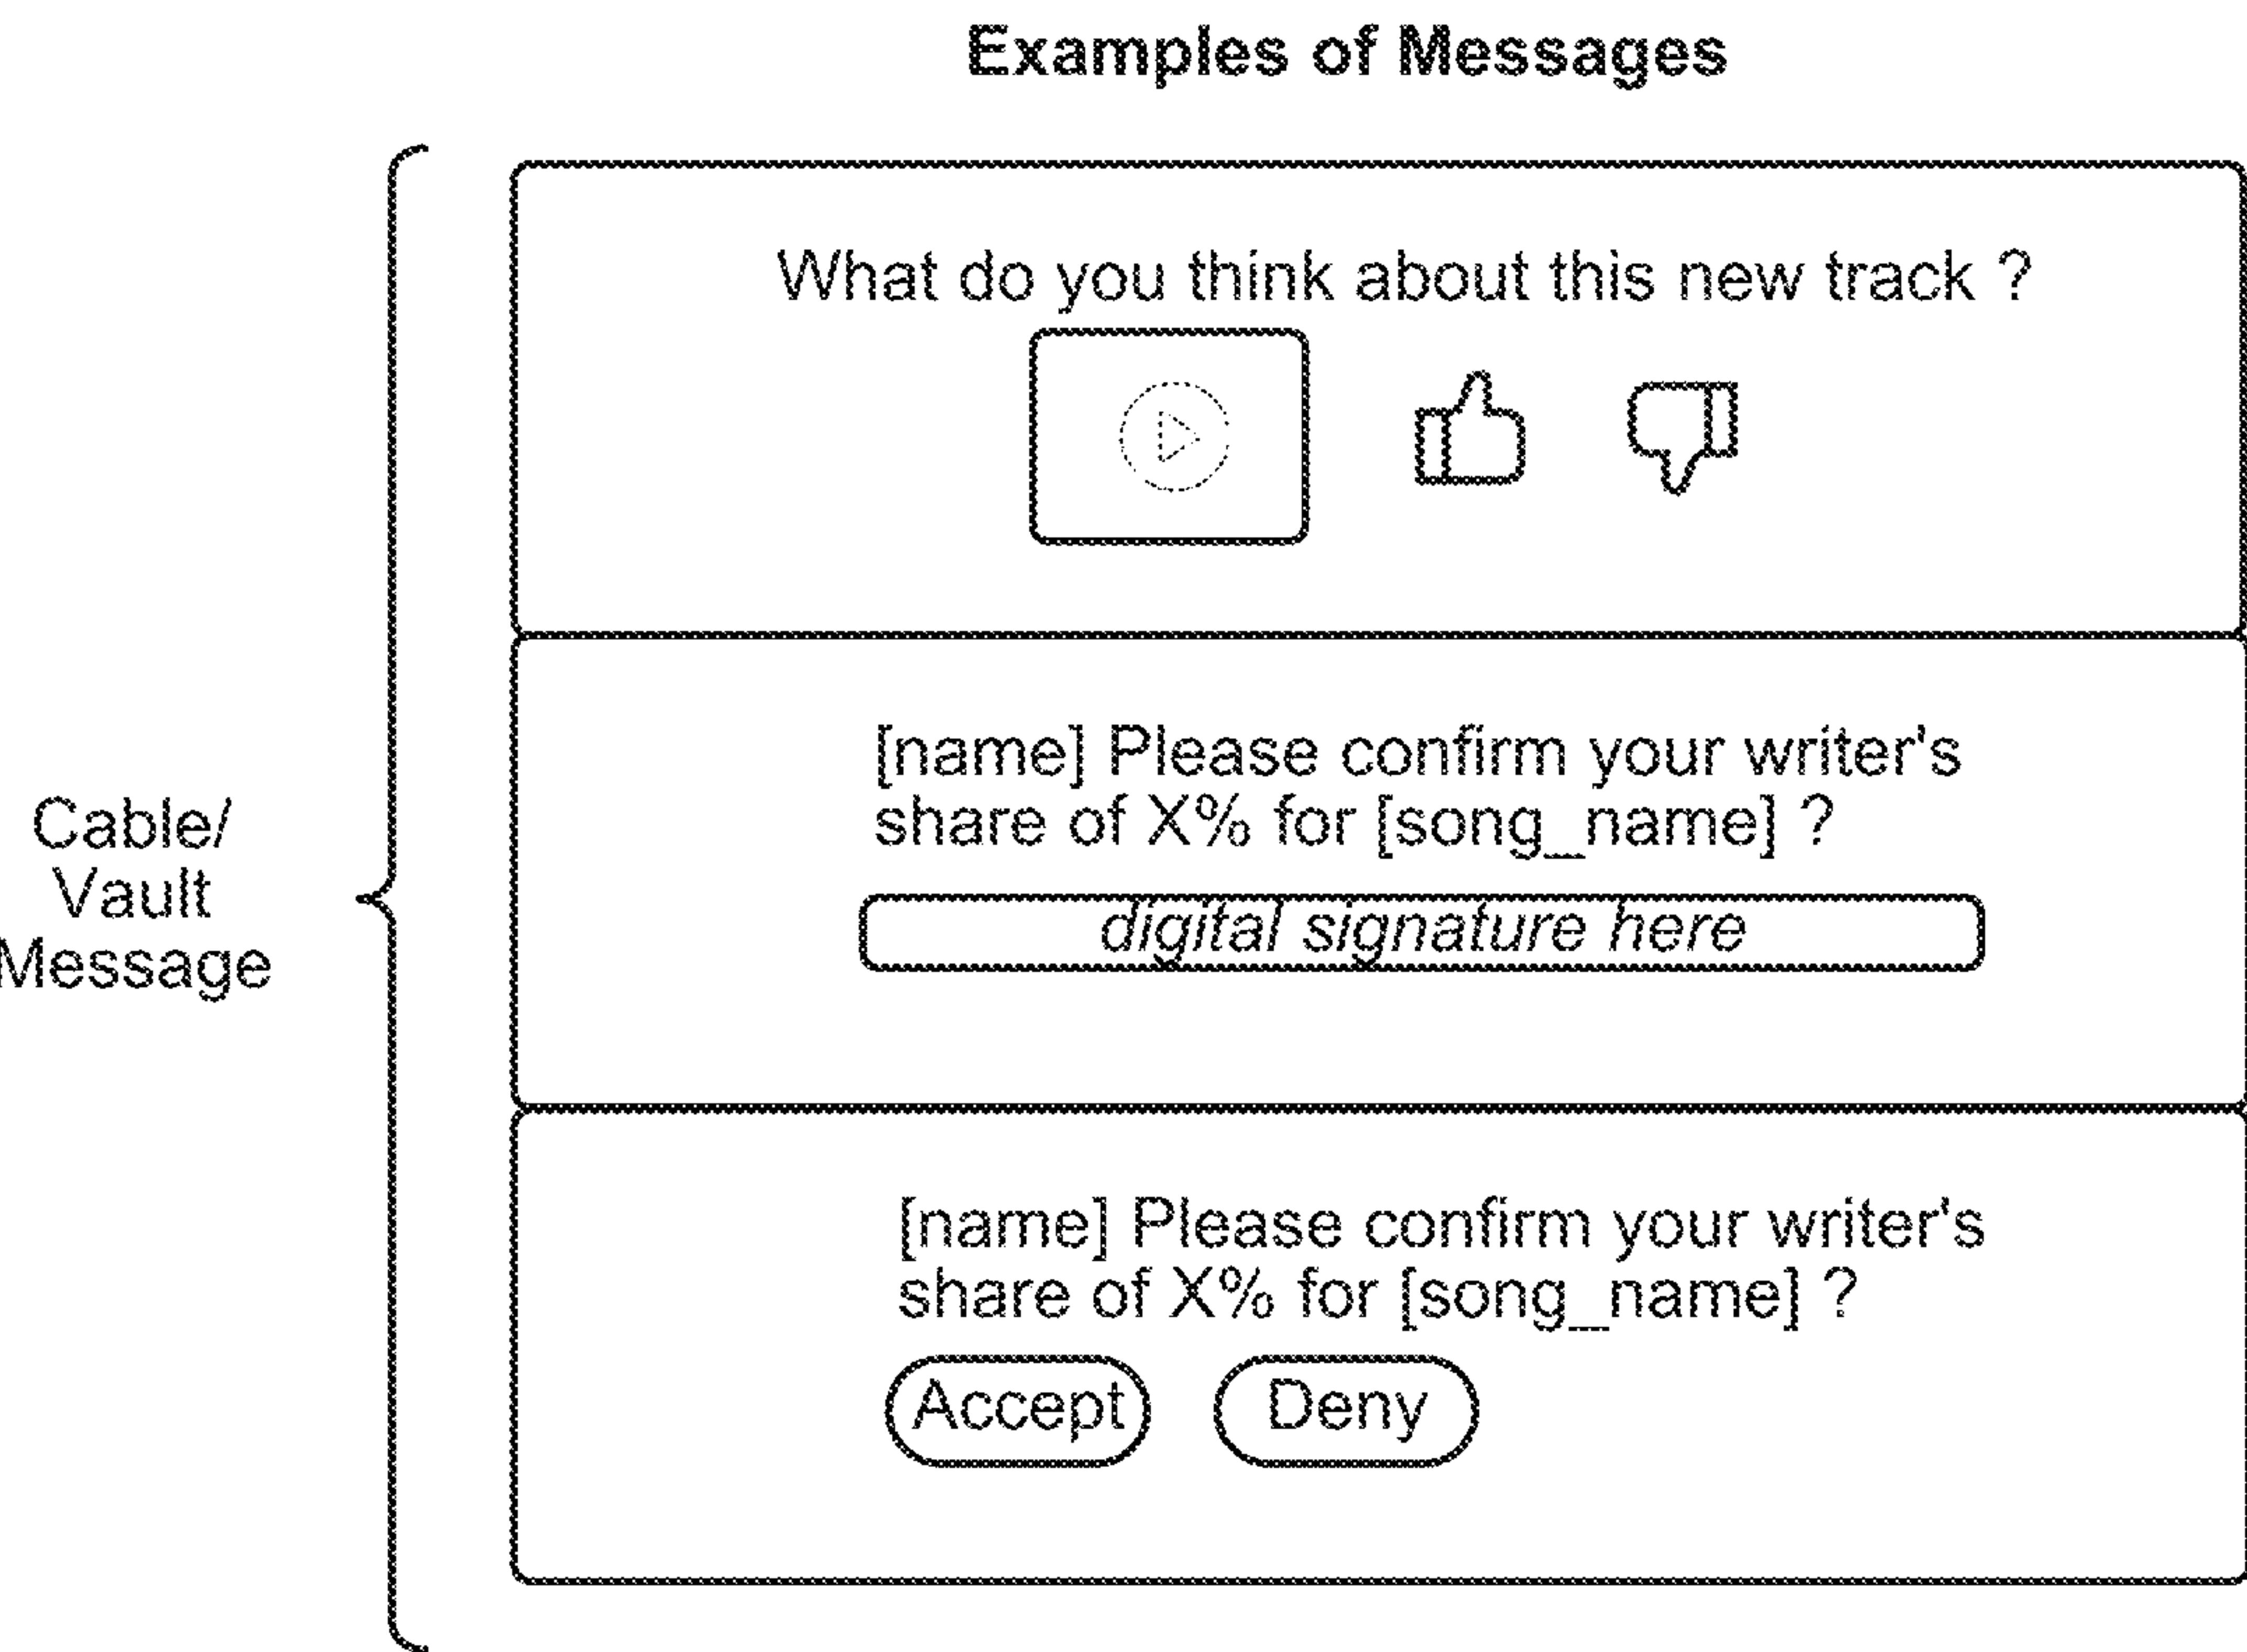 Examples of Messages
What do you think about this new track ?
Cable/
Vault
Message
[name] Please confirm your writer's
share of X% for [song_name] ?
digital signature here
[name] Please confirm your writer's
share of X% for [song_name] ?
Accept Deny